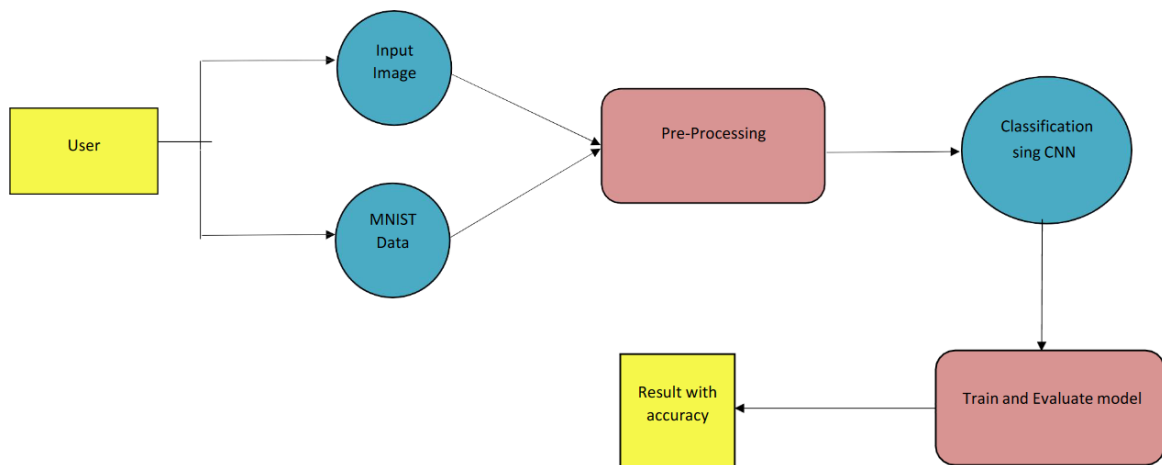 Input
Image
User
MNIST
Data
Pre-Processing
Classification
sing CNN
Train and Evaluate model
Result with
accuracy